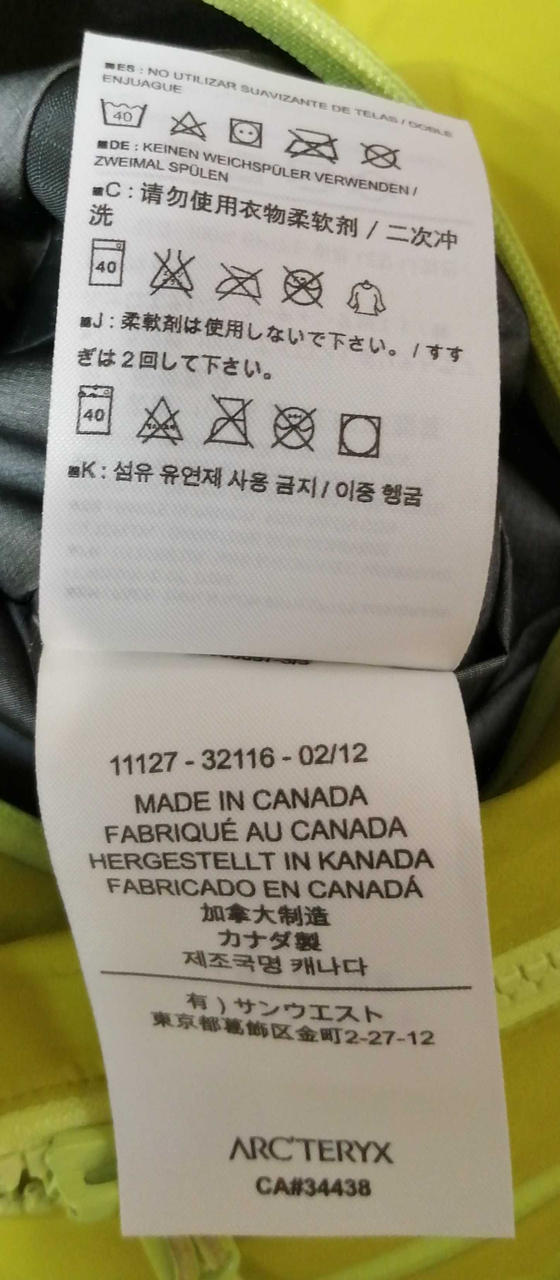 ■ES : NO UTILIZAR SUAVIZANTE DE TELAS / DOBLE
ENJUAGUE
40
■DE : KEINEN WEICHSPÜLER VERWENDEN /
ZWEIMAL SPÜLEN
■C : 请勿使用衣物柔软剂 / 二次冲
洗
40
■J : 柔軟剤は使用しないで下さい。 / すす
ぎは2回して下さい。
40
■K : 섬유 유연제 사용 금지 / 이중 헹굼
11127 - 32116 - 02/12
MADE IN CANADA
FABRIQUÉ AU CANADA
HERGESTELLT IN KANADA
FABRICADO EN CANADÁ
加拿大制造
カナダ製
제조국명 캐나다
有 ) サンウエスト
東京都葛飾区金町2-27-12
ARC'TERYX
CA#34438